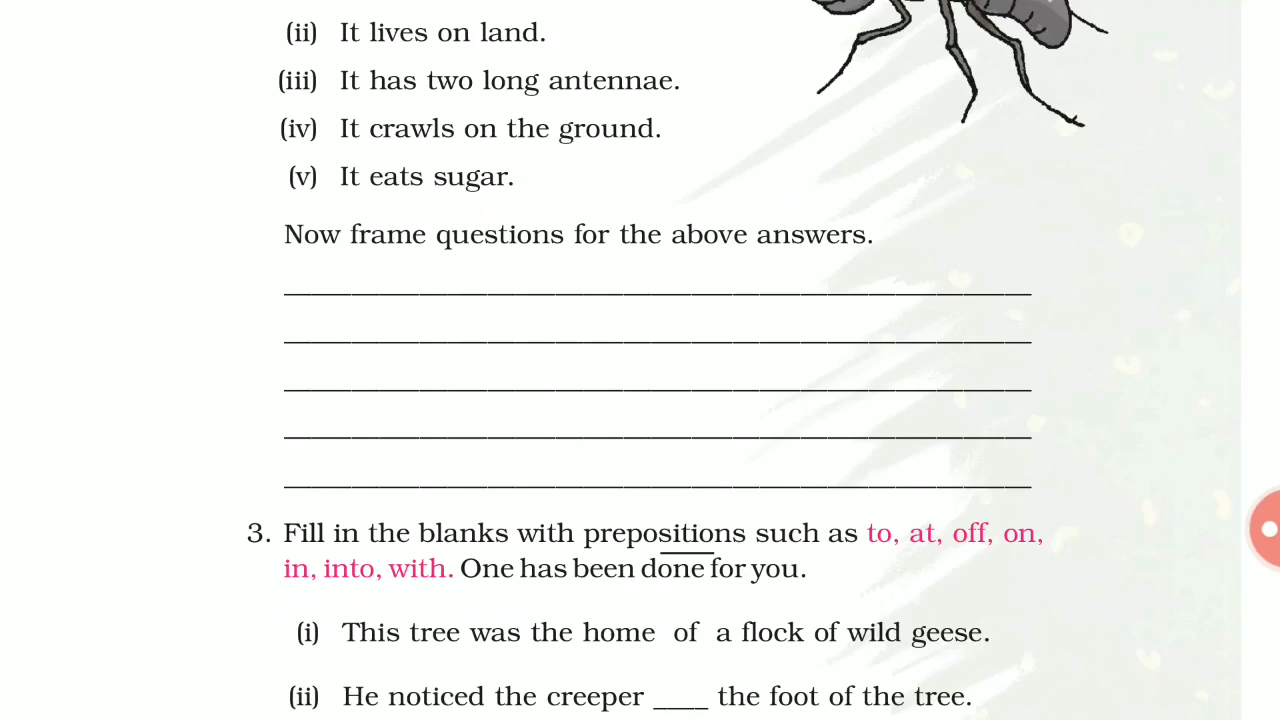 (ii) It lives on land.
(iii) It has two long antennae.
(iv) It crawls on the ground.
(v) It eats sugar.
Now frame questions for the above answers.
3. Fill in the blanks with prepositions such as to, at, off, on,
in, into, with. One has been done for you.
(i) This tree was the home of a flock of wild geese.
(ii) He noticed the creeper ____ the foot of the tree.